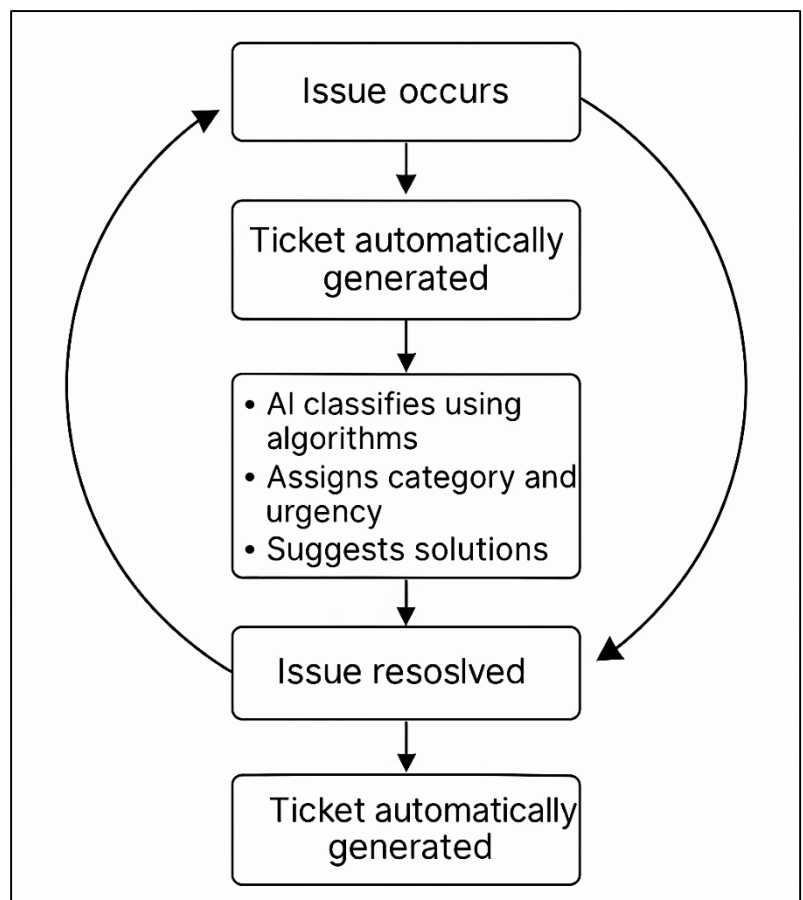 Issue occurs
Ticket automatically
generated
• AI classifies using
algorithms
• Assigns category and
urgency
• Suggests solutions
Issue resoslved
Ticket automatically
generated